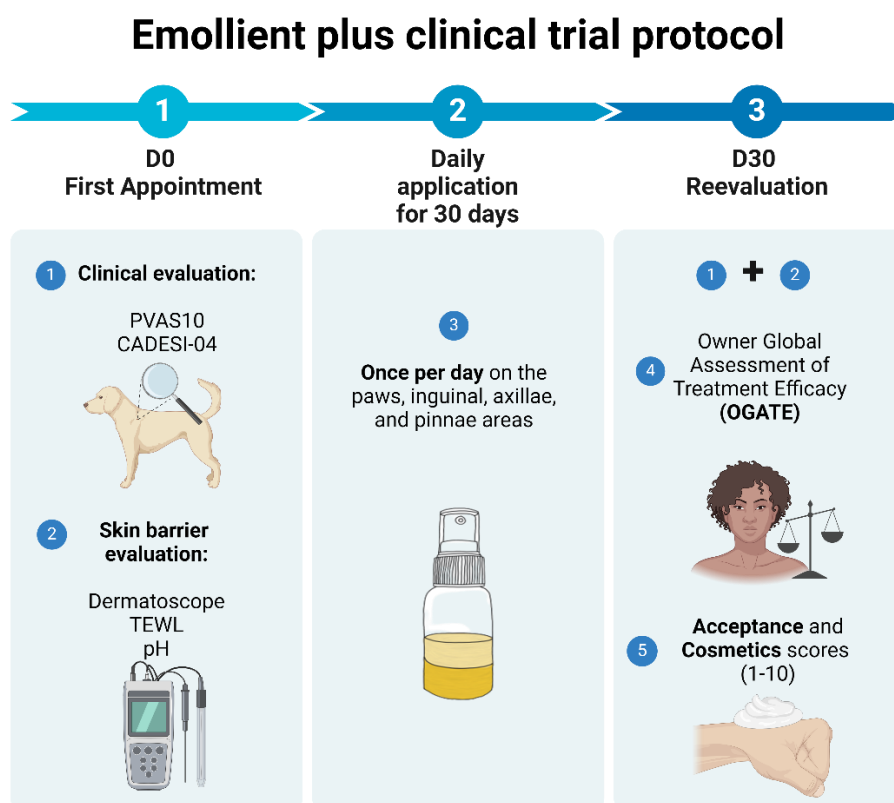 Emollient plus clinical trial protocol
1
2
3
D0
First Appointment
Daily
application
for 30 days
D30
Reevaluation
1 Clinical evaluation:
PVAS10
CADESI-04
2 Skin barrier
evaluation:
Dermatoscope
TEWL
pH
3
Once per day on the
paws, inguinal, axillae,
and pinnae areas
1 + 2
4 Owner Global
Assessment of
Treatment Efficacy
(OGATE)
5 Acceptance and
Cosmetics scores
(1-10)